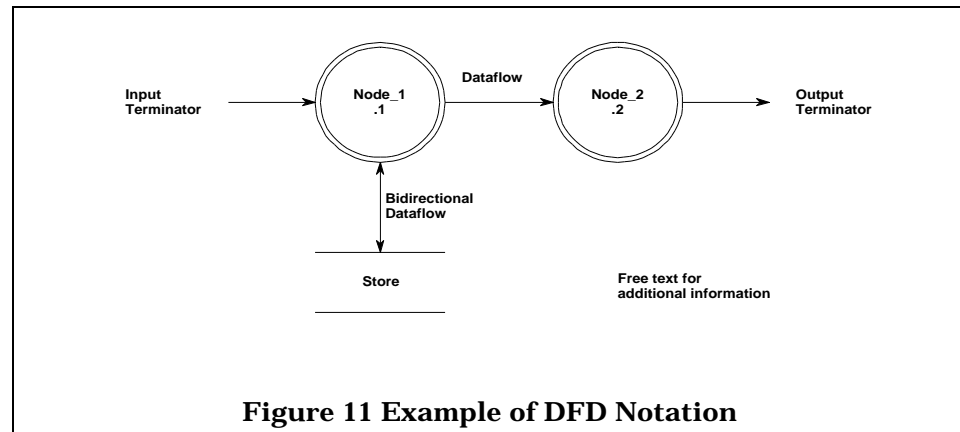 Input
Terminator
Node_1
.1
Dataflow
Node_2
.2
Output
Terminator
Bidirectional
Dataflow
Store
Free text for
additional information
Figure 11 Example of DFD Notation